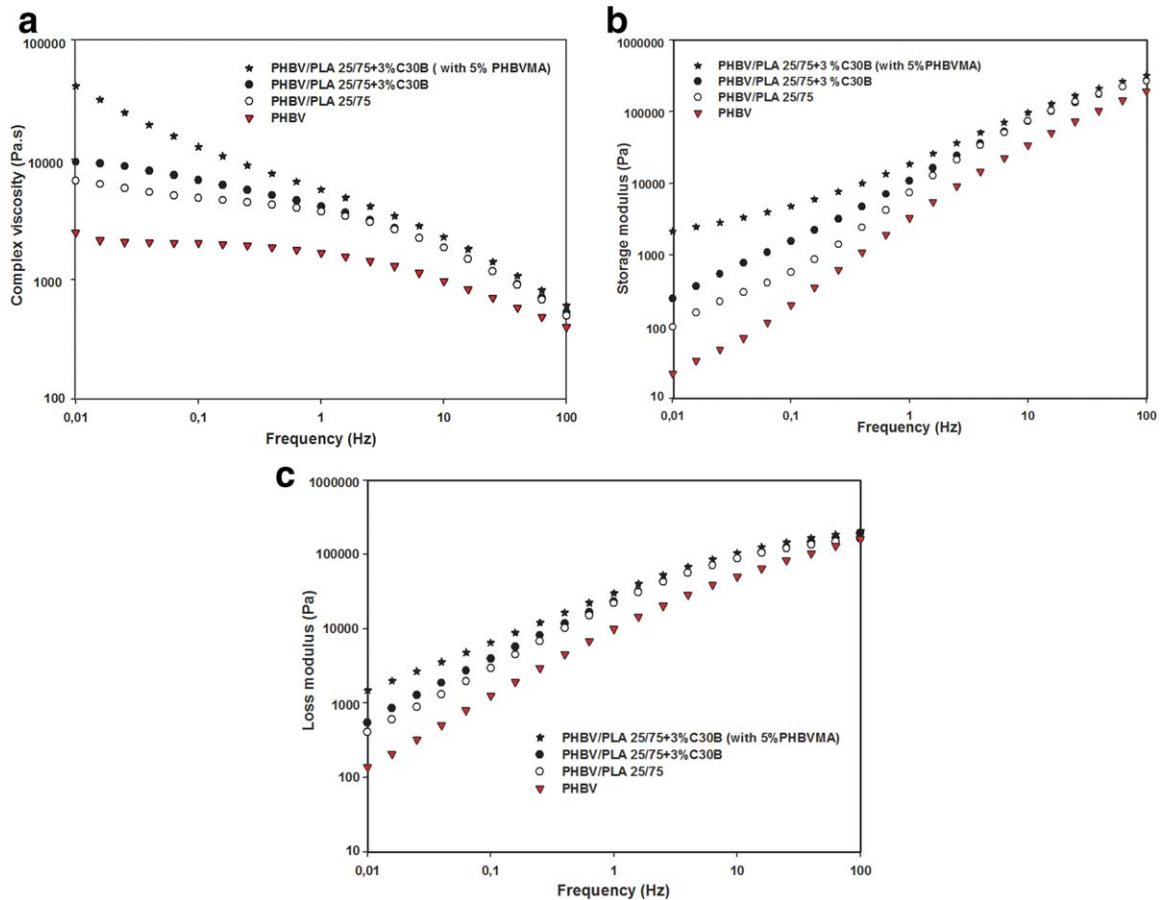 a
100000
10000
1000
100
Complex viscosity (Pa.s)
PHBV/PLA 25/75+3%C30B ( with 5% PHBVMA)
PHBV/PLA 25/75+3%C30B
PHBV/PLA 25/75
PHBV
0,01 0,1 1 10 100
Frequency (Hz)
b
1000000
100000
10000
1000
100
10
Storage modulus (Pa)
PHBV/PLA 25/75+3 %C30B (with 5%PHBVMA)
PHBV/PLA 25/75+3 %C30B
PHBV/PLA 25/75
PHBV
0,01 0,1 1 10 100
Frequency (Hz)
c
1000000
100000
10000
1000
100
10
Loss modulus (Pa)
PHBV/PLA 25/75+3%C30B (with 5%PHBVMA)
PHBV/PLA 25/75+3%C30B
PHBV/PLA 25/75
PHBV
0,01 0,1 1 10 100
Frequency (Hz)